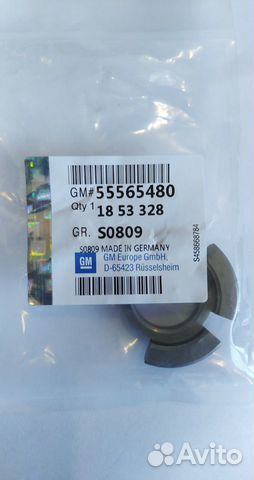 GM# 55565480
Qty 1 18 53 328
GR. S0809
S0809 MADE IN GERMANY
GM
GM Europe GmbH.
D-65423 Rüsselsheim
S458668784
Avito